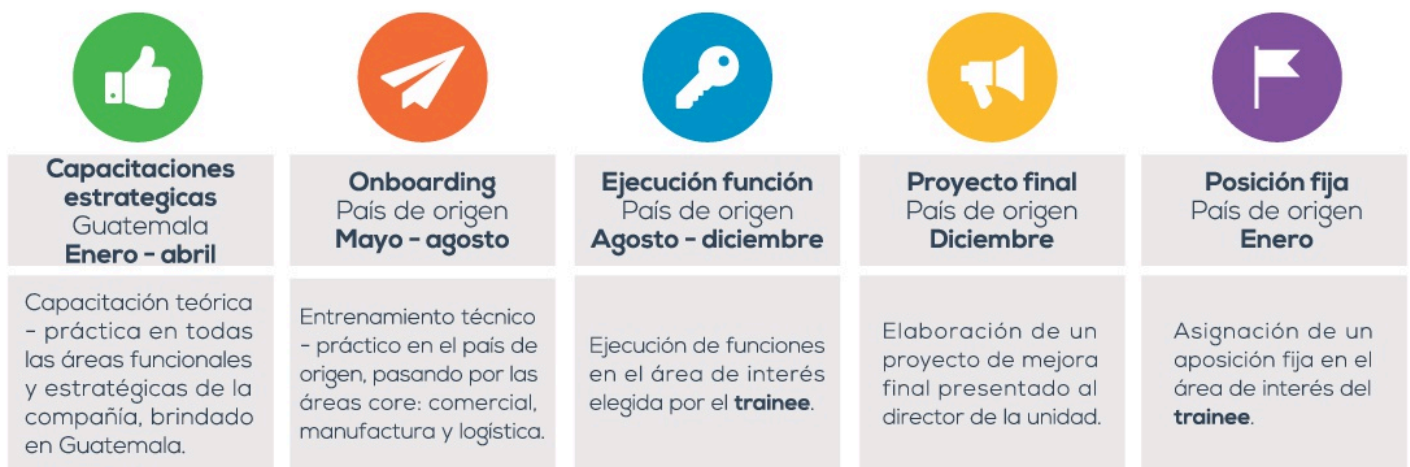 Capacitaciones
estrategicas
Guatemala
Enero - abril
Capacitación teórica
- práctica en todas
las áreas funcionales
y estratégicas de la
compañía, brindado
en Guatemala.
Onboarding
País de origen
Mayo - agosto
Entrenamiento técnico
- práctico en el país de
origen, pasando por las
áreas core: comercial,
manufactura y logística.
Ejecución función
País de origen
Agosto - diciembre
Ejecución de funciones
en el área de interés
elegida por el trainee.
Proyecto final
País de origen
Diciembre
Elaboración de un
proyecto de mejora
final presentado al
director de la unidad.
Posición fija
País de origen
Enero
Asignación de un
aposición fija en el
área de interés del
trainee.